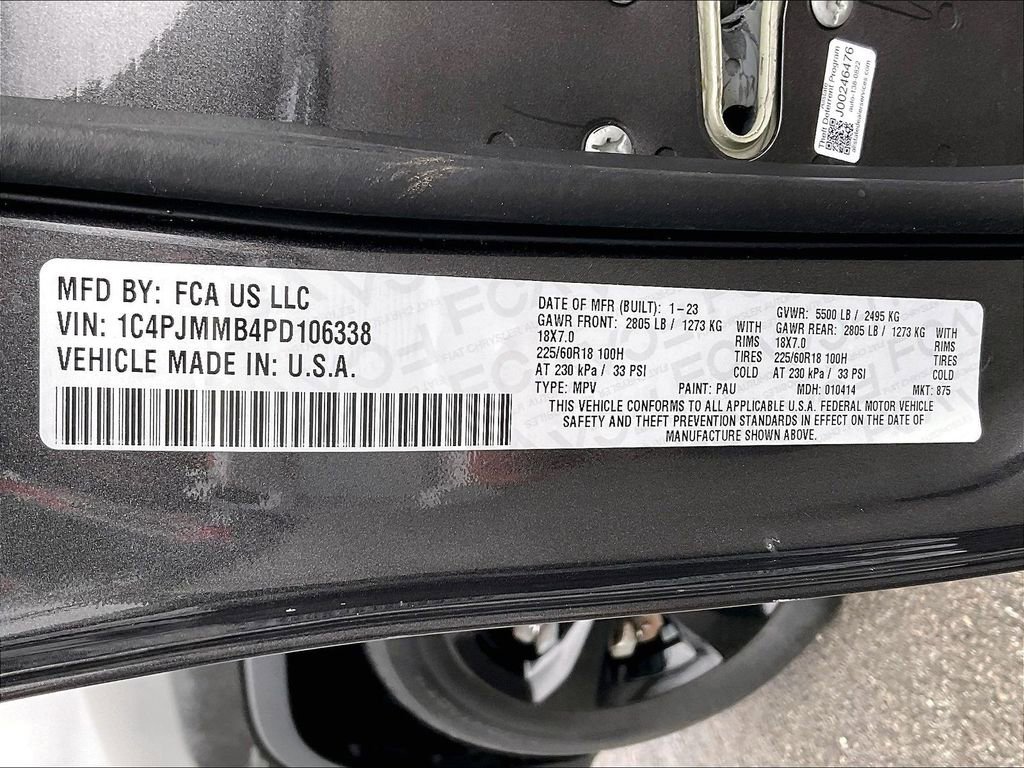 Theft Deterrent Program
J00246476
auto-138-0922
allstatedealerservices.com
MFD BY: FCA US LLC
VIN: 1C4PJMMB4PD106338
VEHICLE MADE IN: U.S.A.
DATE OF MFR (BUILT): 1-23 GVWR: 5500 LB / 2495 KG
GAWR FRONT: 2805 LB / 1273 KG WITH GAWR REAR: 2805 LB / 1273 KG WITH
18X7.0 RIMS 18X7.0 RIMS
225/60R18 100H TIRES 225/60R18 100H TIRES
AT 230 kPa / 33 PSI COLD AT 230 kPa / 33 PSI COLD
TYPE: MPV PAINT: PAU MDH: 010414 MKT: 875
THIS VEHICLE CONFORMS TO ALL APPLICABLE U.S.A. FEDERAL MOTOR VEHICLE
SAFETY AND THEFT PREVENTION STANDARDS IN EFFECT ON THE DATE OF
MANUFACTURE SHOWN ABOVE.